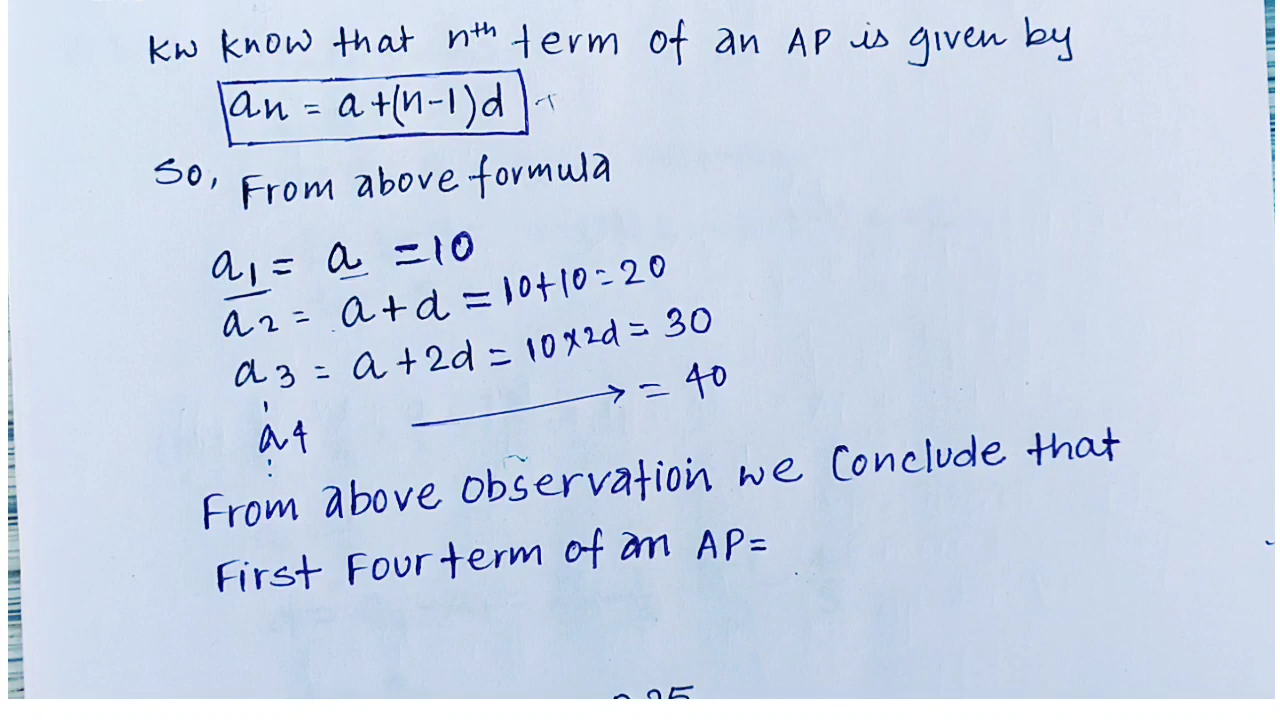 Kw know that nth term of an AP is given by
an = a+(n-1)d
So, From above formula
a1 = a =10
a2 = a+d = 10+10=20
a3 = a+2d = 10x2d = 30
a4 → = 40
From above observation we conclude that
First Four term of an AP=